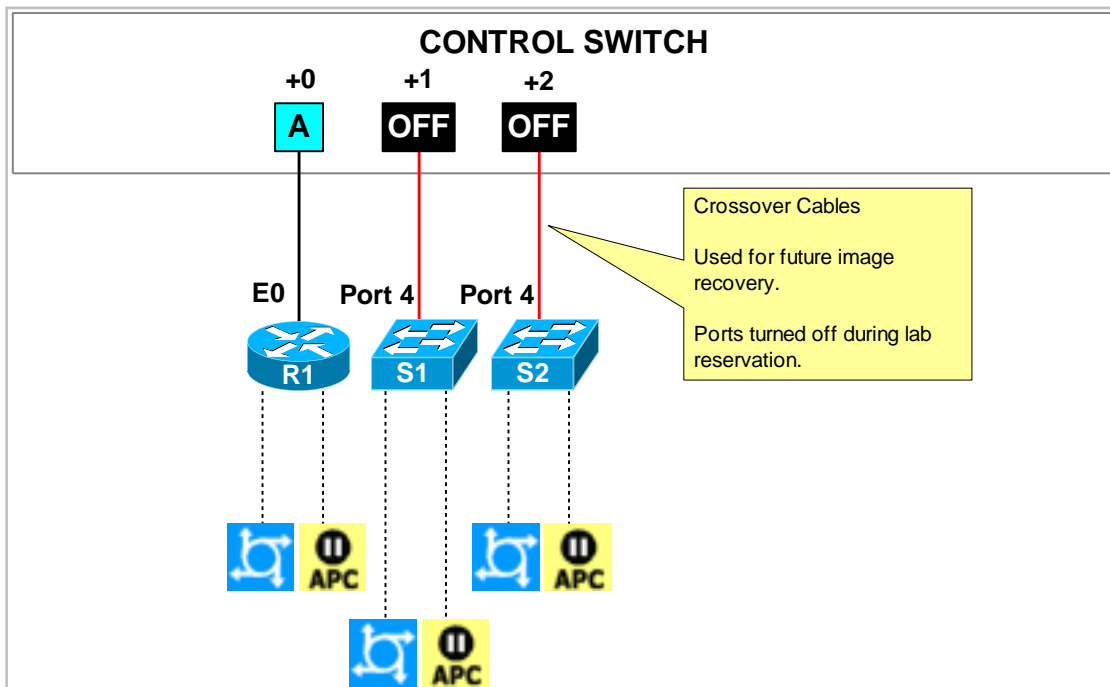 CONTROL SWITCH
+0 +1 +2
A OFF OFF
Crossover Cables
Used for future image
recovery.
Ports turned off during lab
reservation.
E0 Port 4 Port 4
R1 S1 S2
APC APC
APC